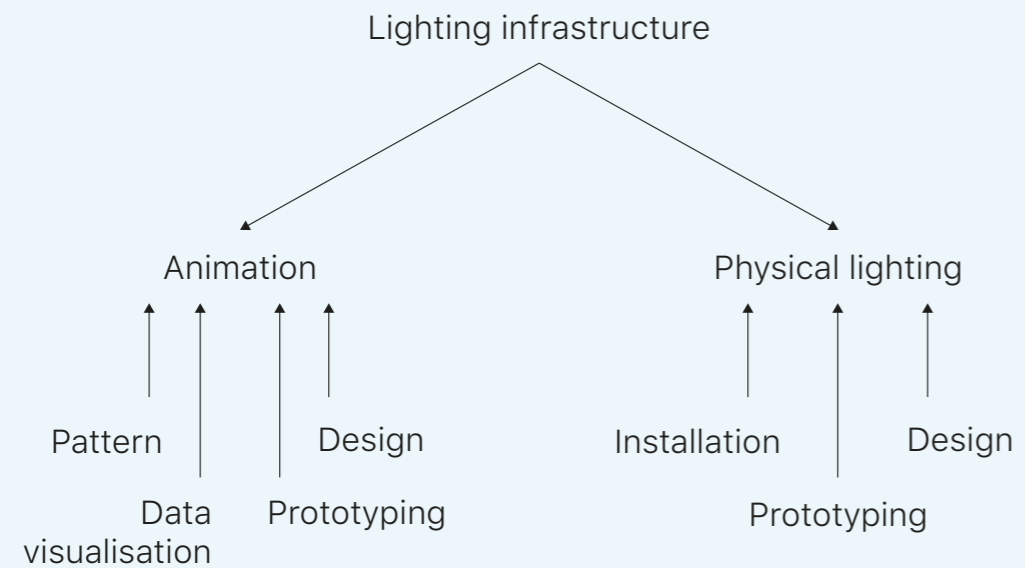 Lighting infrastructure
Animation
Physical lighting
Pattern
Design
Installation
Design
Data
visualisation
Prototyping
Prototyping